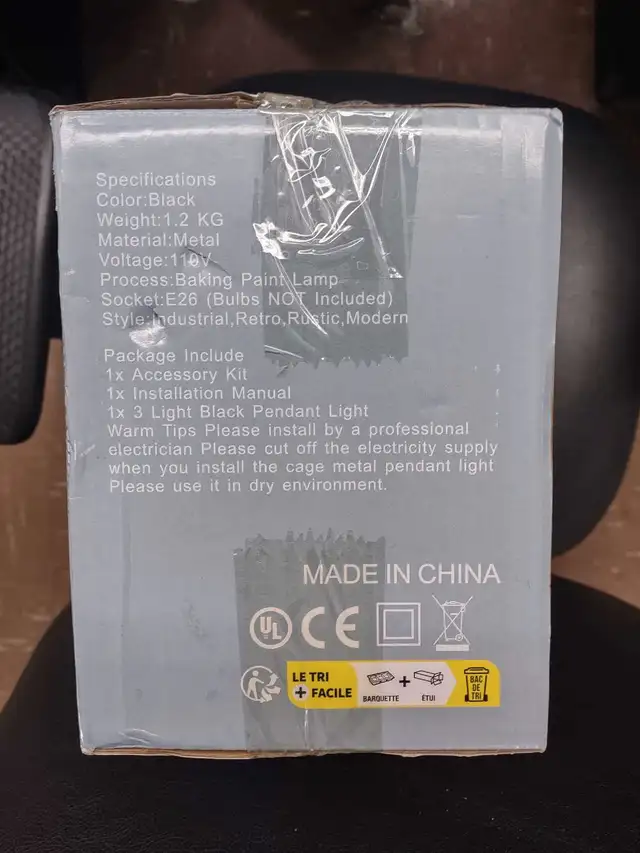 Specifications
Color:Black
Weight:1.2 KG
Material:Metal
Voltage:110V
Process:Baking Paint Lamp
Socket:E26 (Bulbs NOT Included)
Style:Industrial,Retro,Rustic,Modern
Package Include
1x Accessory Kit
1x Installation Manual
1x 3 Light Black Pendant Light
Warm Tips Please install by a professional
electrician Please cut off the electricity supply
when you install the cage metal pendant light
Please use it in dry environment.
MADE IN CHINA
UL CE
LE TRI
+ FACILE
BARQUETTE + ÉTUI
BAC
DE
TRI